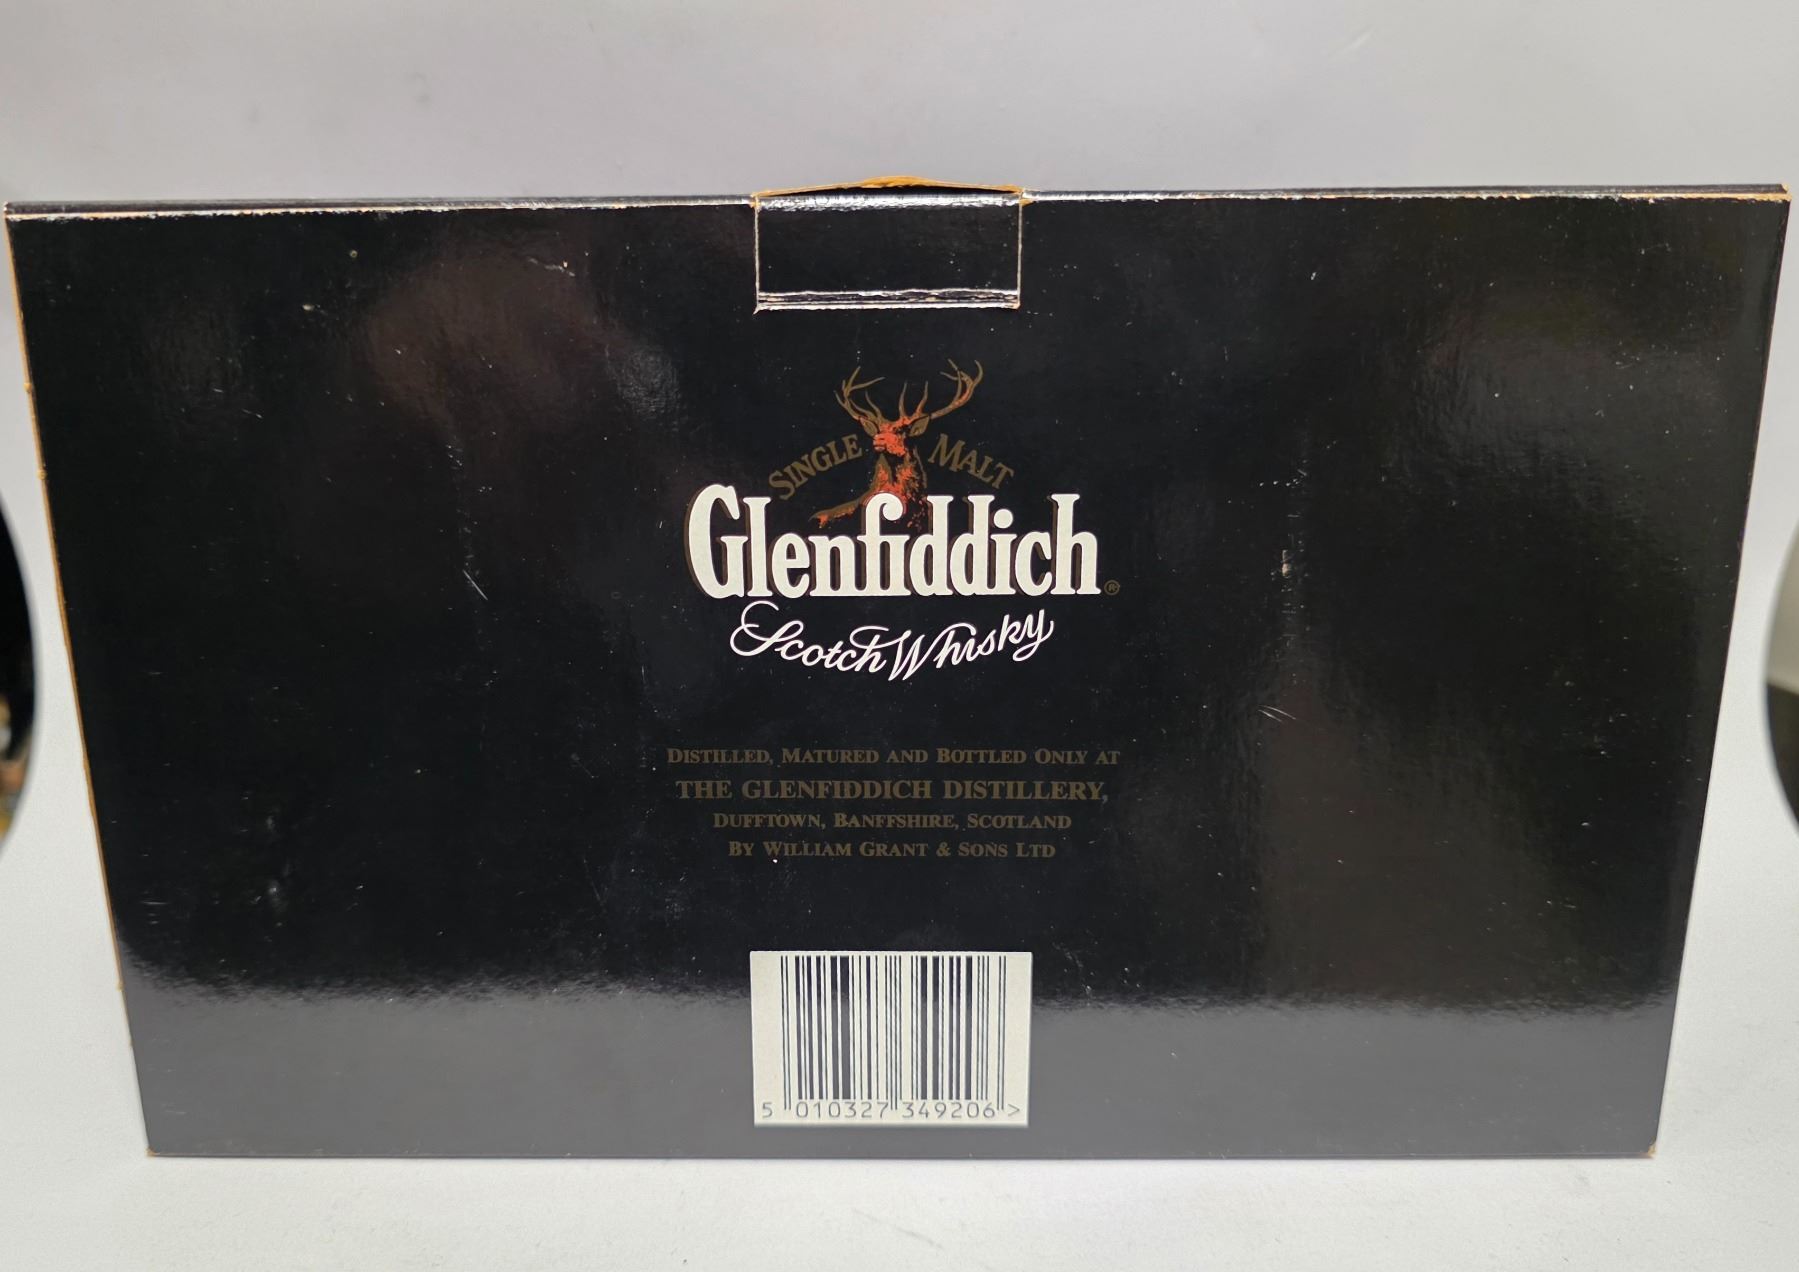 SINGLE MALT
Glenfiddich®
Scotch Whisky
DISTILLED, MATURED AND BOTTLED ONLY AT
THE GLENFIDDICH DISTILLERY,
DUFFTOWN, BANFFSHIRE, SCOTLAND
BY WILLIAM GRANT & SONS LTD
5 010327 349206 >